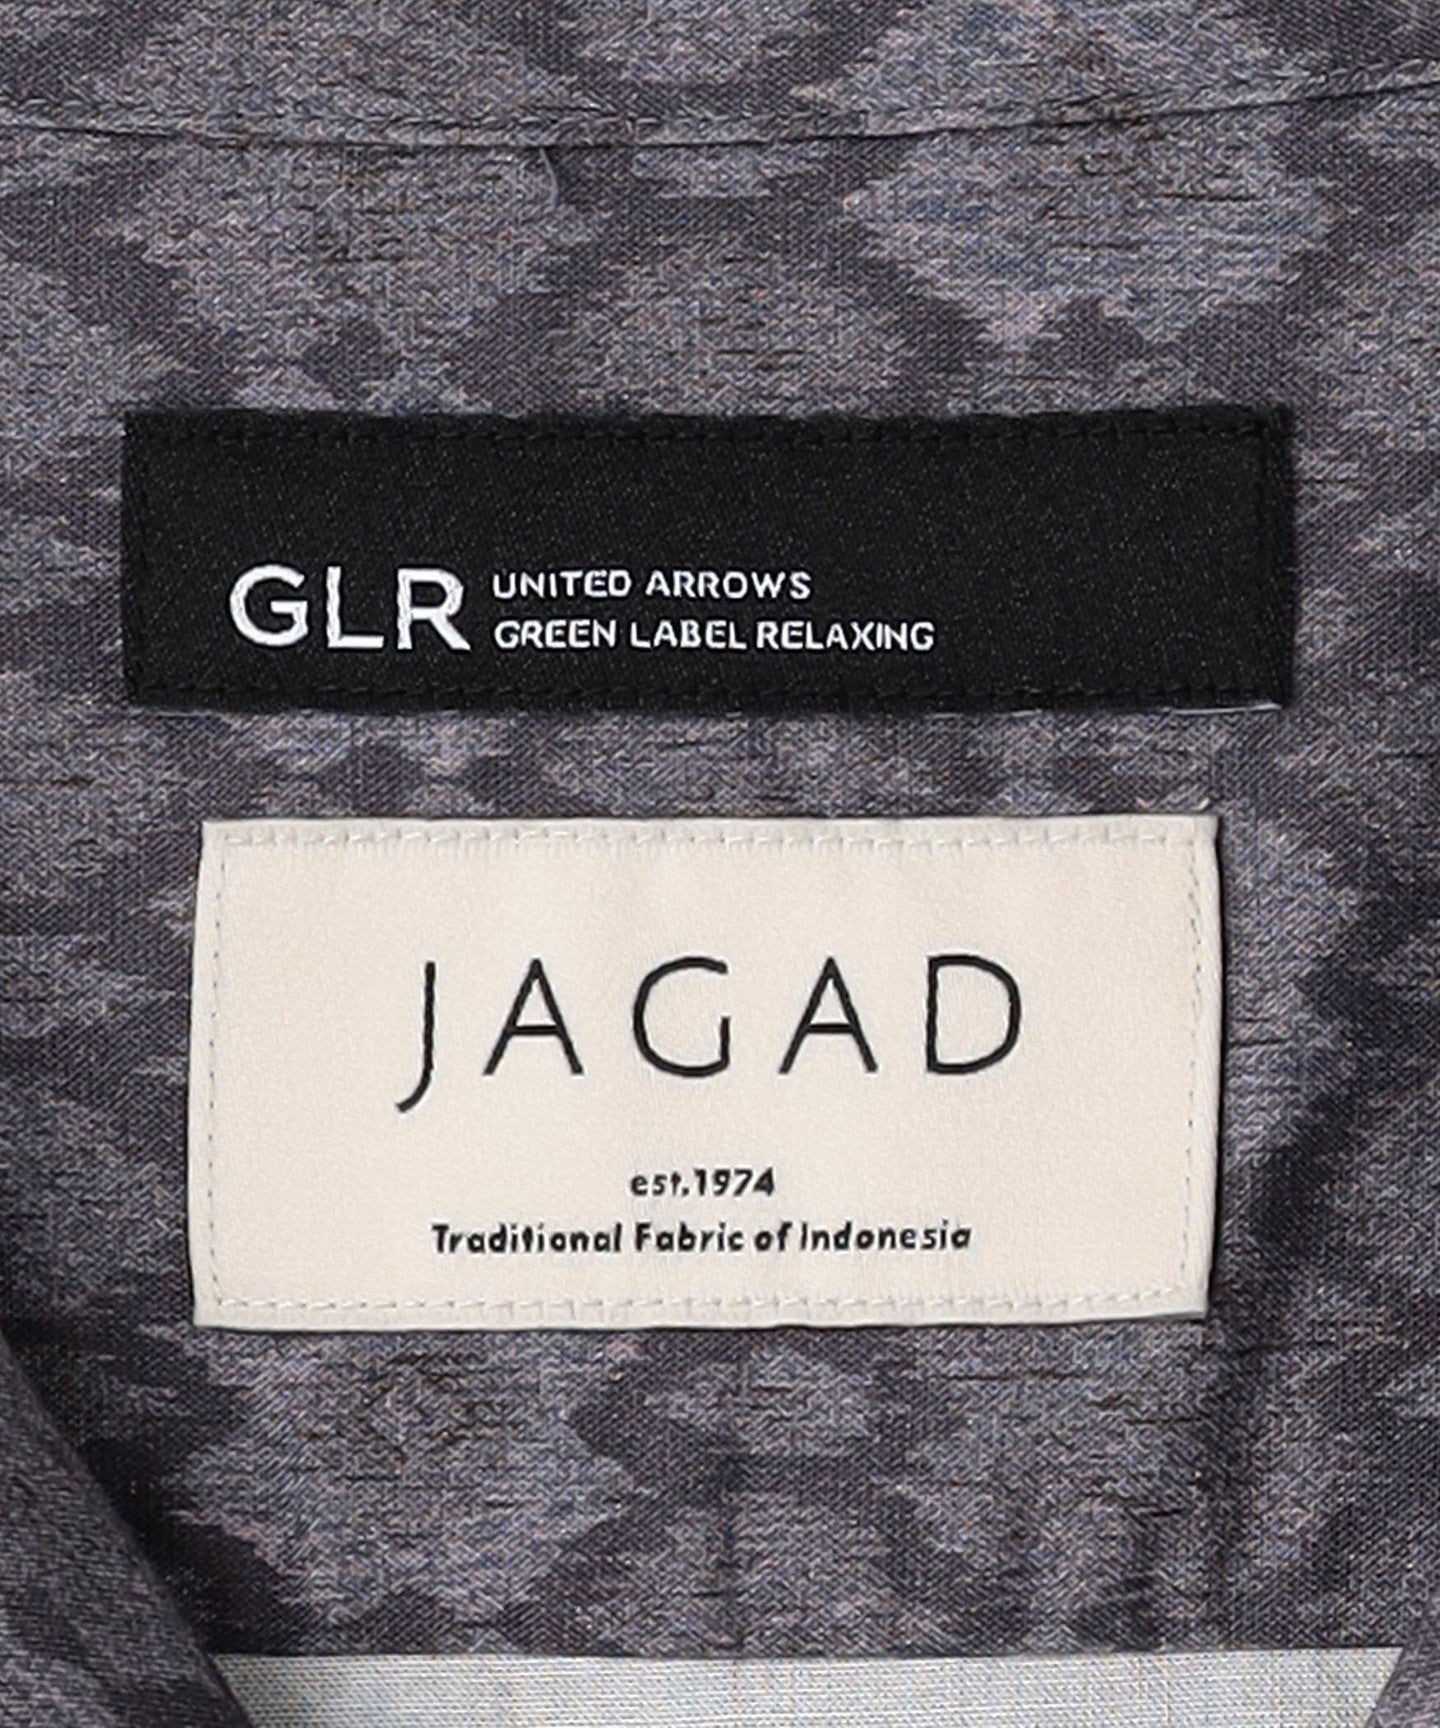 GLR UNITED ARROWS
GREEN LABEL RELAXING
JAGAD
est.1974
Traditional Fabric of Indonesia